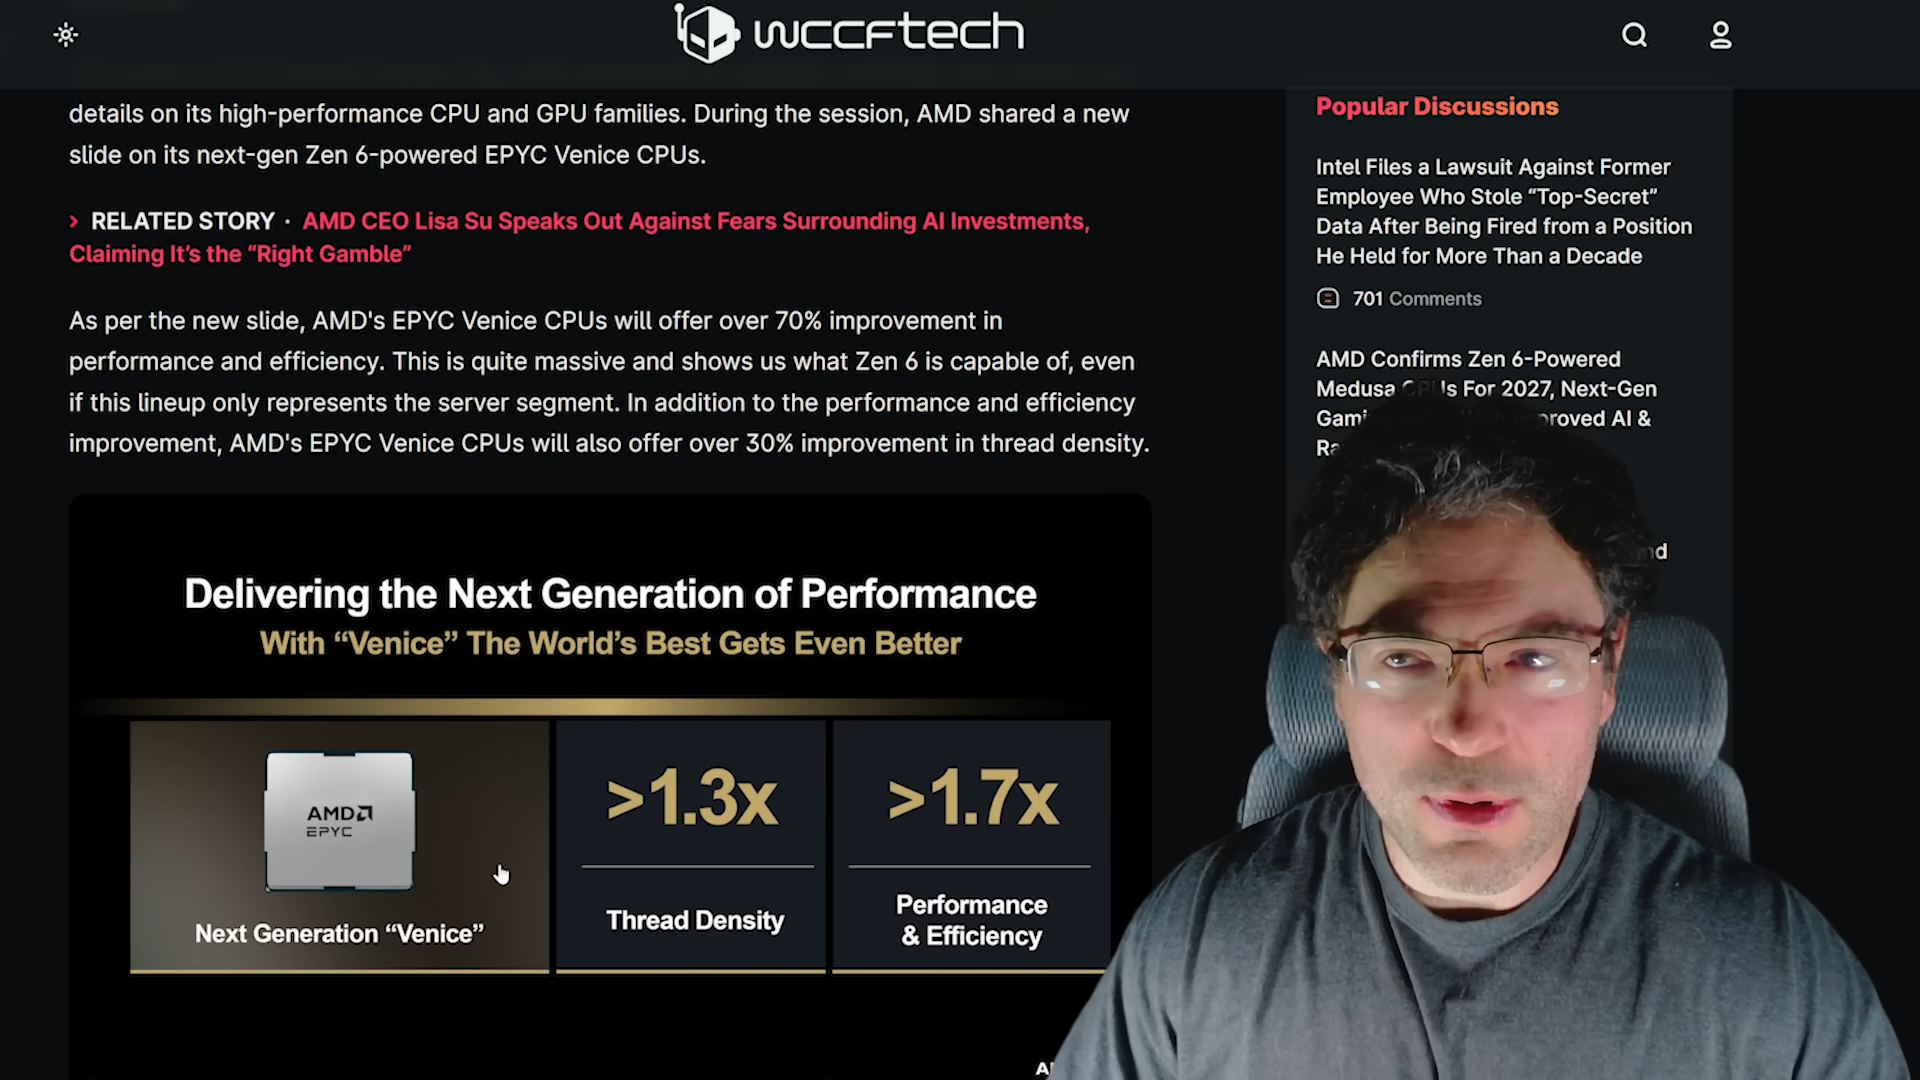 wccftech
details on its high-performance CPU and GPU families. During the session, AMD shared a new
slide on its next-gen Zen 6-powered EPYC Venice CPUs.
RELATED STORY · AMD CEO Lisa Su Speaks Out Against Fears Surrounding AI Investments,
Claiming It's the “Right Gamble”
As per the new slide, AMD's EPYC Venice CPUs will offer over 70% improvement in
performance and efficiency. This is quite massive and shows us what Zen 6 is capable of, even
if this lineup only represents the server segment. In addition to the performance and efficiency
improvement, AMD's EPYC Venice CPUs will also offer over 30% improvement in thread density.
Delivering the Next Generation of Performance
With “Venice” The World's Best Gets Even Better
AMD
EPYC
Next Generation “Venice”
>1.3x
Thread Density
>1.7x
Performance
& Efficiency
Popular Discussions
Intel Files a Lawsuit Against Former
Employee Who Stole “Top-Secret”
Data After Being Fired from a Position
He Held for More Than a Decade
701 Comments
AMD Confirms Zen 6-Powered
Medusa CPUs For 2027, Next-Gen
AI &